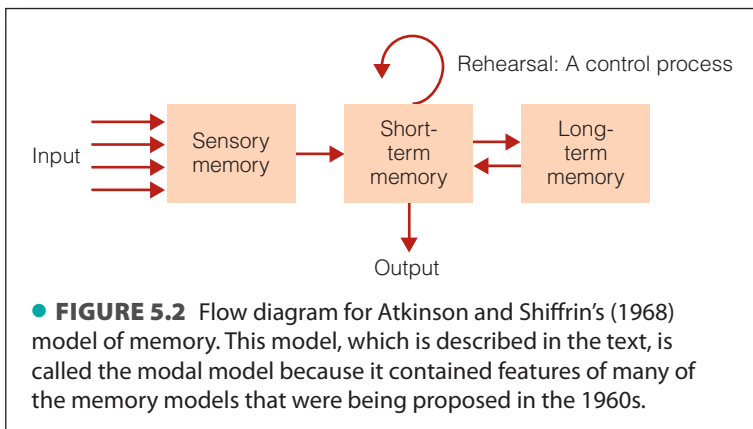 Rehearsal: A control process
Input
Sensory
memory
Short-
term
memory
Long-
term
memory
Output
● FIGURE 5.2 Flow diagram for Atkinson and Shiffrin’s (1968)
model of memory. This model, which is described in the text, is
called the modal model because it contained features of many of
the memory models that were being proposed in the 1960s.